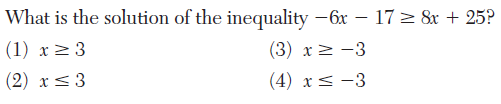 What is the solution of the inequality −6x − 17 ≥ 8x + 25?
(1) x ≥ 3 (3) x ≥ −3
(2) x ≤ 3 (4) x ≤ −3